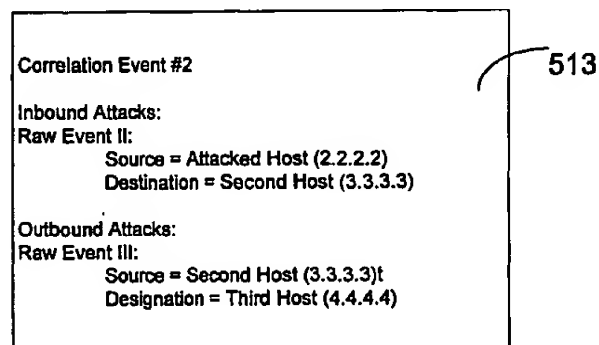 Correlation Event #2
513
Inbound Attacks:
Raw Event II:
Source = Attacked Host (2.2.2.2)
Destination = Second Host (3.3.3.3)
Outbound Attacks:
Raw Event III:
Source = Second Host (3.3.3.3)t
Designation = Third Host (4.4.4.4)